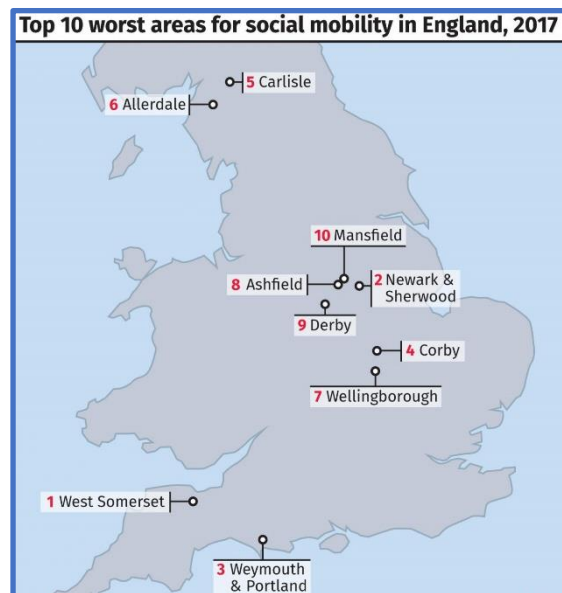 Top 10 worst areas for social mobility in England, 2017
5 Carlisle
6 Allerdale
10 Mansfield
8 Ashfield
2 Newark &
Sherwood
9 Derby
4 Corby
7 Wellingborough
1 West Somerset
3 Weymouth
& Portland